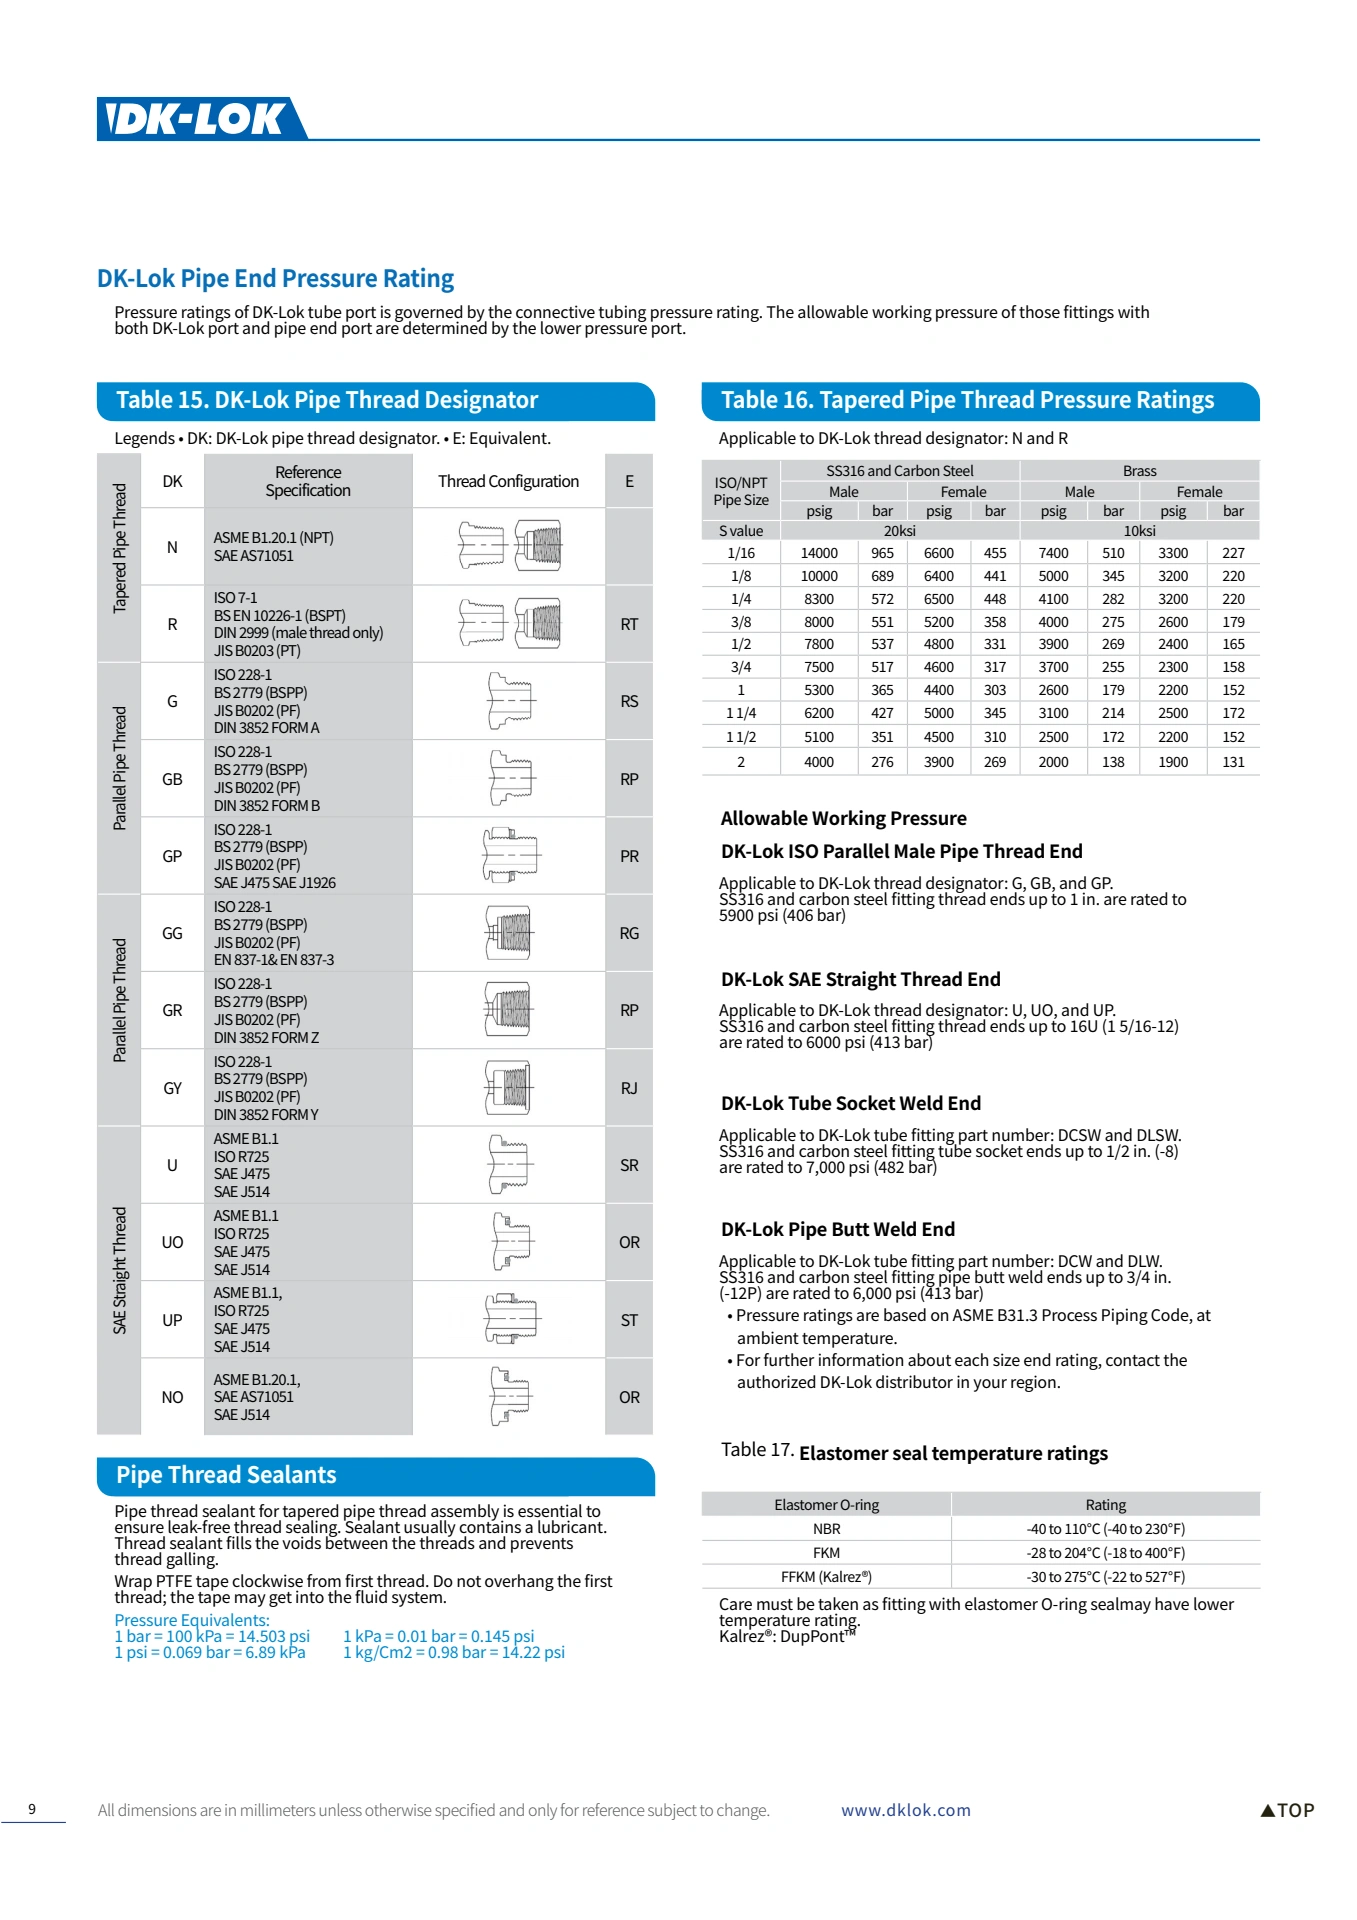 DK-LOK
DK-Lok Pipe End Pressure Rating
Pressure ratings of DK-Lok tube port is governed by the connective tubing pressure rating. The allowable working pressure of those fittings with
both DK-Lok port and pipe end port are determined by the lower pressure port.
Table 15. DK-Lok Pipe Thread Designator
Legends • DK: DK-Lok pipe thread designator. • E: Equivalent.
DK Reference Specification Thread Configuration E
Tapered Pipe Thread
N
ASME B1.20.1 (NPT)
SAE AS71051
R
ISO 7-1
BS EN 10226-1 (BSPT)
DIN 2999 (male thread only)
JIS B0203 (PT)
RT
Parallel Pipe Thread
G
ISO 228-1
BS 2779 (BSPP)
JIS B0202 (PF)
DIN 3852 FORM A
RS
GB
ISO 228-1
BS 2779 (BSPP)
JIS B0202 (PF)
DIN 3852 FORM B
RP
GP
ISO 228-1
BS 2779 (BSPP)
JIS B0202 (PF)
SAE J475 SAE J1926
PR
Parallel Pipe Thread
GG
ISO 228-1
BS 2779 (BSPP)
JIS B0202 (PF)
EN 837-1& EN 837-3
RG
GR
ISO 228-1
BS 2779 (BSPP)
JIS B0202 (PF)
DIN 3852 FORM Z
RP
GY
ISO 228-1
BS 2779 (BSPP)
JIS B0202 (PF)
DIN 3852 FORM Y
RJ
SAE Straight Thread
U
ASME B1.1
ISO R725
SAE J475
SAE J514
SR
UO
ASME B1.1
ISO R725
SAE J475
SAE J514
OR
UP
ASME B1.1,
ISO R725
SAE J475
SAE J514
ST
NO
ASME B1.20.1,
SAE AS71051
SAE J514
OR
Pipe Thread Sealants
Pipe thread sealant for tapered pipe thread assembly is essential to
ensure leak-free thread sealing. Sealant usually contains a lubricant.
Thread sealant fills the voids between the threads and prevents
thread galling.
Wrap PTFE tape clockwise from first thread. Do not overhang the first
thread; the tape may get into the fluid system.
Pressure Equivalents:
1 bar = 100 kPa = 14.503 psi 1 kPa = 0.01 bar = 0.145 psi
1 psi = 0.069 bar = 6.89 kPa 1 kg/Cm2 = 0.98 bar = 14.22 psi
Table 16. Tapered Pipe Thread Pressure Ratings
Applicable to DK-Lok thread designator: N and R
ISO/NPT Pipe Size SS316 and Carbon Steel Brass
Male Female Male Female
psig bar psig bar psig bar psig bar
S value 20ksi 10ksi
1/16 14000 965 6600 455 7400 510 3300 227
1/8 10000 689 6400 441 5000 345 3200 220
1/4 8300 572 6500 448 4100 282 3200 220
3/8 8000 551 5200 358 4000 275 2600 179
1/2 7800 537 4800 331 3900 269 2400 165
3/4 7500 517 4600 317 3700 255 2300 158
1 5300 365 4400 303 2600 179 2200 152
1 1/4 6200 427 5000 345 3100 214 2500 172
1 1/2 5100 351 4500 310 2500 172 2200 152
2 4000 276 3900 269 2000 138 1900 131
Allowable Working Pressure
DK-Lok ISO Parallel Male Pipe Thread End
Applicable to DK-Lok thread designator: G, GB, and GP.
SS316 and carbon steel fitting thread ends up to 1 in. are rated to
5900 psi (406 bar)
DK-Lok SAE Straight Thread End
Applicable to DK-Lok thread designator: U, UO, and UP.
SS316 and carbon steel fitting thread ends up to 16U (1 5/16-12)
are rated to 6000 psi (413 bar)
DK-Lok Tube Socket Weld End
Applicable to DK-Lok tube fitting part number: DCSW and DLSW.
SS316 and carbon steel fitting tube socket ends up to 1/2 in. (-8)
are rated to 7,000 psi (482 bar)
DK-Lok Pipe Butt Weld End
Applicable to DK-Lok tube fitting part number: DCW and DLW.
SS316 and carbon steel fitting pipe butt weld ends up to 3/4 in.
(-12P) are rated to 6,000 psi (413 bar)
• Pressure ratings are based on ASME B31.3 Process Piping Code, at
ambient temperature.
• For further information about each size end rating, contact the
authorized DK-Lok distributor in your region.
Table 17. Elastomer seal temperature ratings
Elastomer O-ring Rating
NBR -40 to 110°C (-40 to 230°F)
FKM -28 to 204°C (-18 to 400°F)
FFKM (Kalrez®) -30 to 275°C (-22 to 527°F)
Care must be taken as fitting with elastomer O-ring sealmay have lower
temperature rating.
Kalrez®: DupPont™
9 All dimensions are in millimeters unless otherwise specified and only for reference subject to change. www.dklok.com ▲TOP